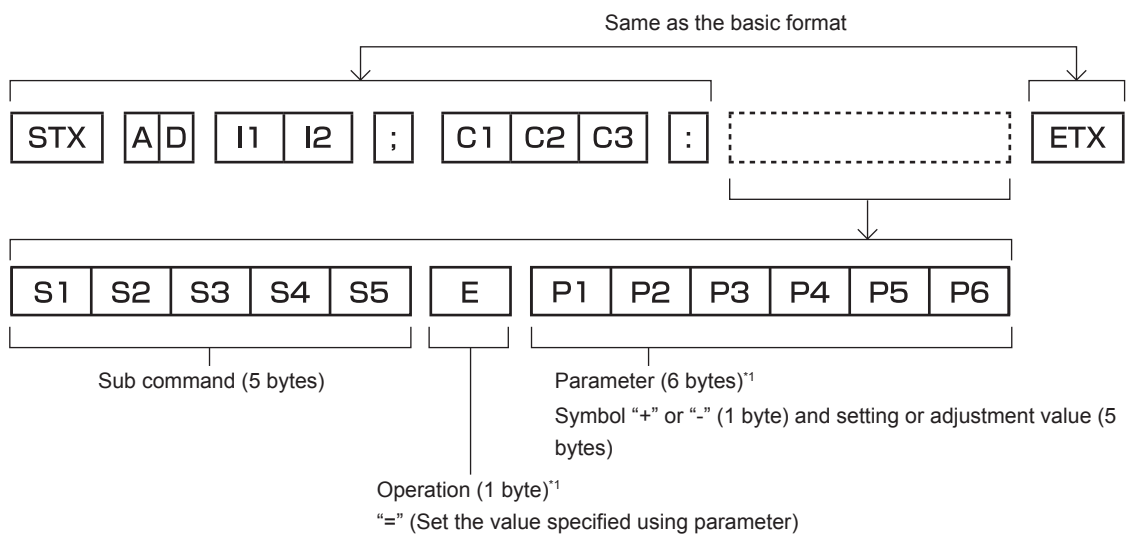 Same as the basic format
STX A D I1 I2 ; C1 C2 C3 : ETX
S1 S2 S3 S4 S5 E P1 P2 P3 P4 P5 P6
Sub command (5 bytes)
Parameter (6 bytes)*1
Symbol “+” or “-” (1 byte) and setting or adjustment value (5
bytes)
Operation (1 byte)*1
“=” (Set the value specified using parameter)